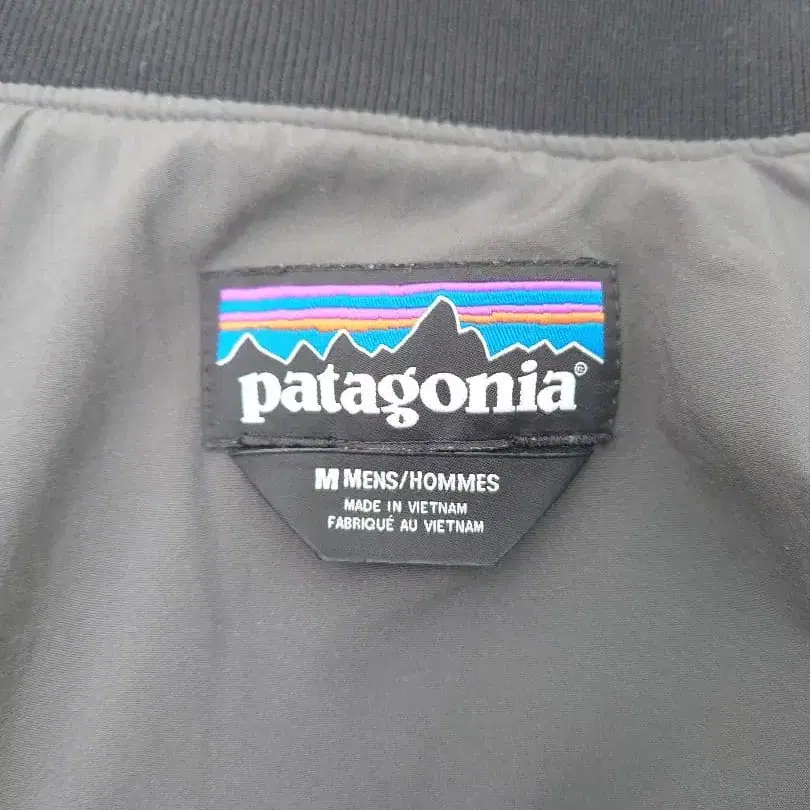 patagonia®
M MENS/HOMMES
MADE IN VIETNAM
FABRIQUÉ AU VIETNAM